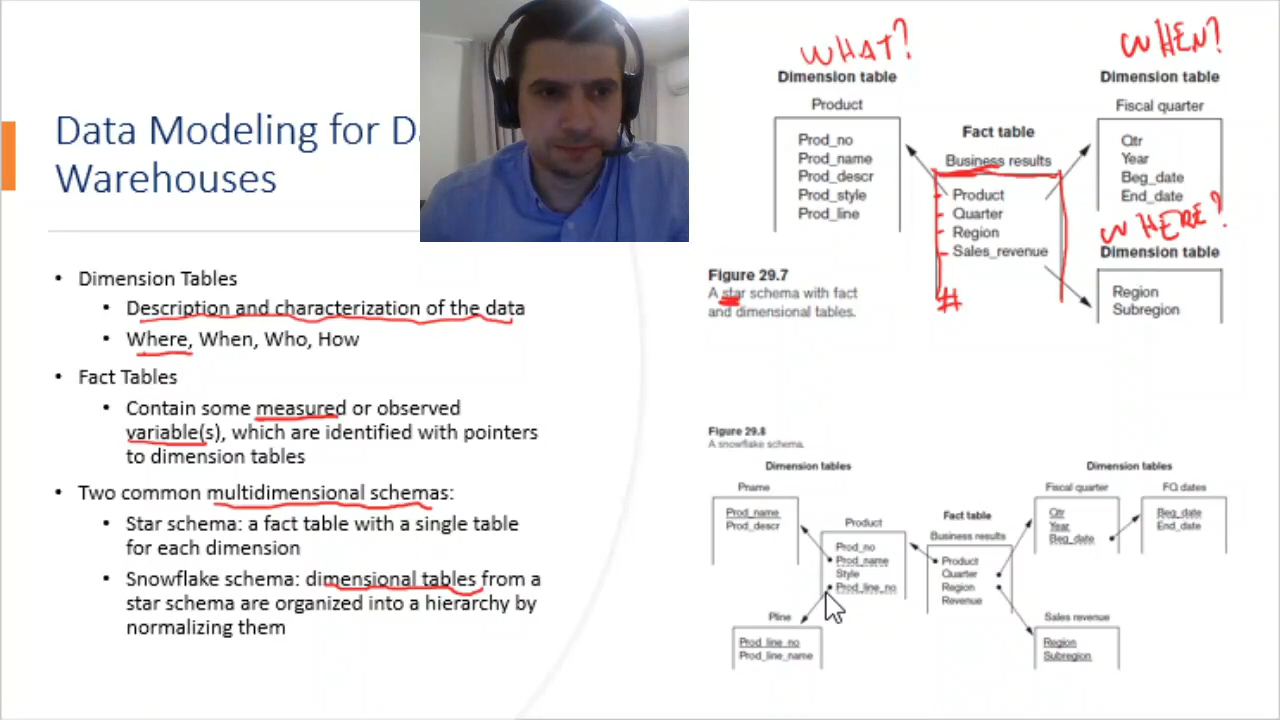 Data Modeling for D
Warehouses
• Dimension Tables
• Description and characterization of the data
• Where, When, Who, How
• Fact Tables
• Contain some measured or observed
variable(s), which are identified with pointers
to dimension tables
• Two common multidimensional schemas:
• Star schema: a fact table with a single table
for each dimension
• Snowflake schema: dimensional tables from a
star schema are organized into a hierarchy by
normalizing them
WHAT?
Dimension table
Product
Prod_no
Prod_name
Prod_descr
Prod_style
Prod_line
Fact table
Business results
Product
Quarter
Region
Sales_revenue
#
WHEN?
Dimension table
Fiscal quarter
Qtr
Year
Beg_date
End_date
WHERE?
Dimension table
Region
Subregion
Figure 29.7
A star schema with fact
and dimensional tables.
Figure 29.8
A snowflake schema.
Dimension tables
Pname
Prod_name
Prod_descr
Product
Prod_no
Prod_name
Style
Prod_line_no
Pline
Prod_line_no
Prod_line_name
Fact table
Business results
Product
Quarter
Region
Revenue
Dimension tables
Fiscal quarter
Qtr
Year
Beg_date
FQ dates
Beg_date
End_date
Sales revenue
Region
Subregion